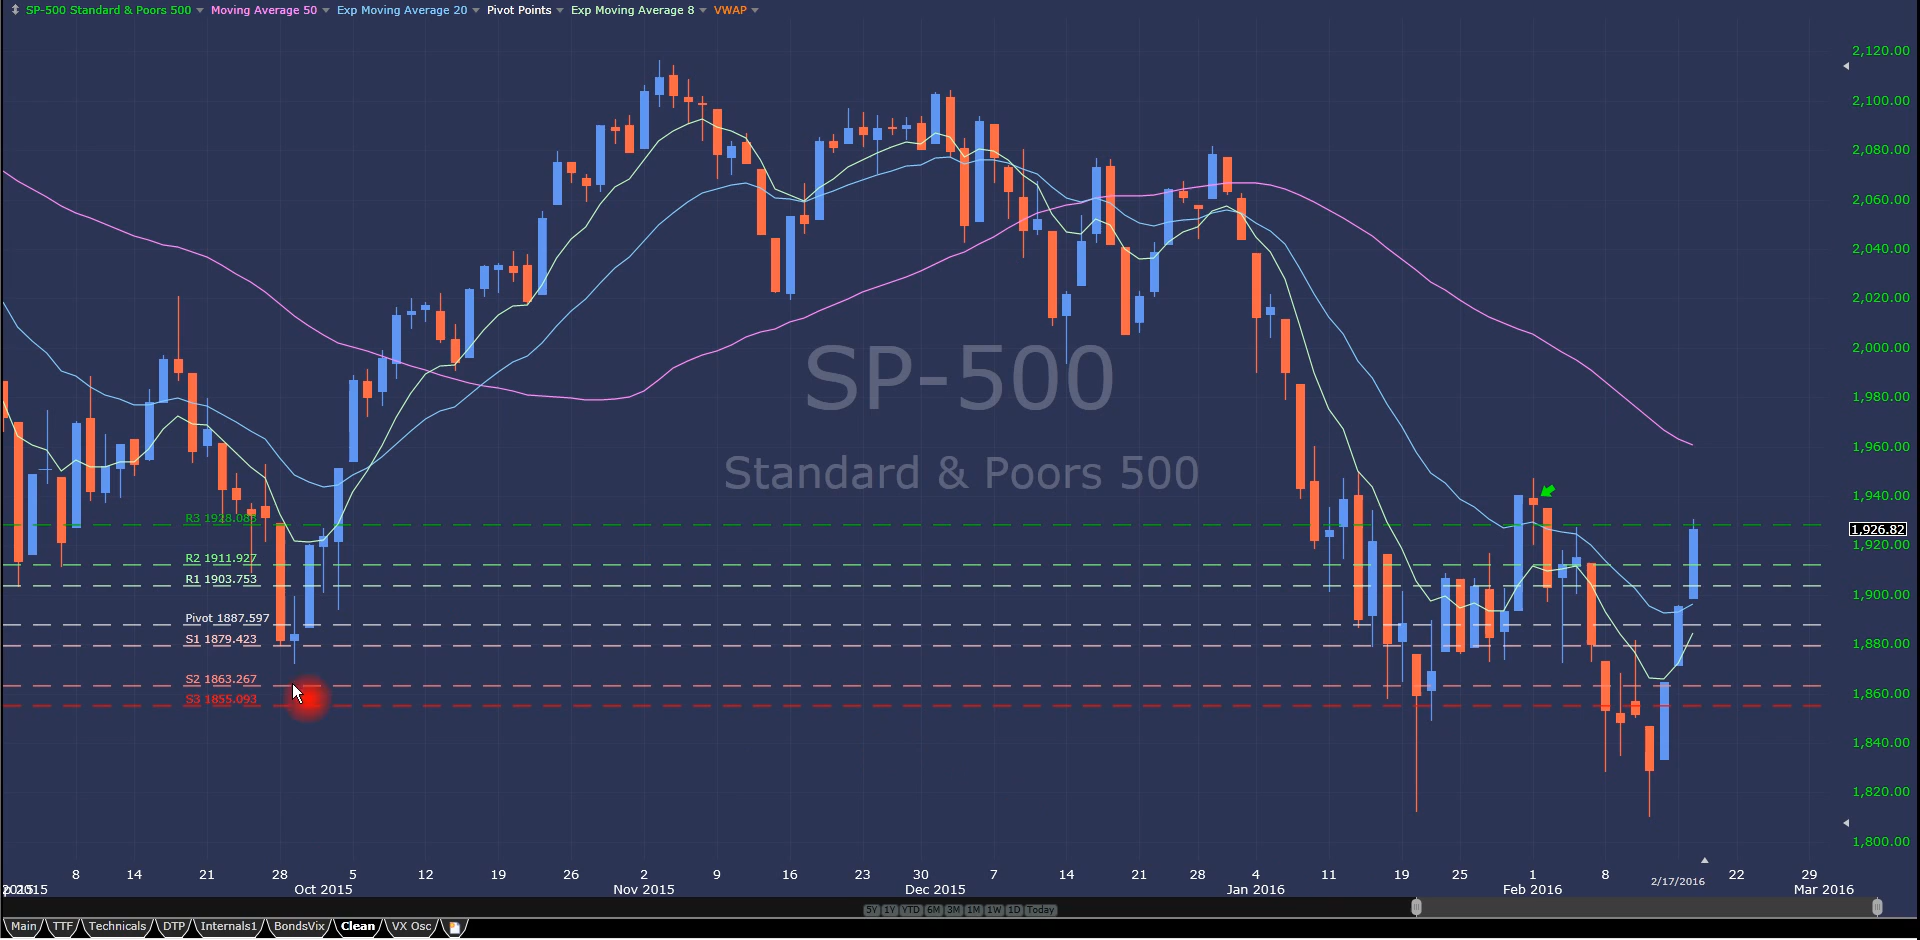 SP-500 Standard & Poors 500 Moving Average 50 Exp Moving Average 20 Pivot Points Exp Moving Average 8 VWAP
2,120.00
2,100.00
2,080.00
2,060.00
2,040.00
2,020.00
2,000.00
1,980.00
1,960.00
1,940.00
1,926.82
1,920.00
1,900.00
1,880.00
1,860.00
1,840.00
1,820.00
1,800.00
SP-500
Standard & Poors 500
R2 1911.927
R1 1903.753
Pivot 1887.597
S1 1879.423
S2 1863.267
S3 1855.093
8 14 21 28 5 12 19 26 2 9 16 23 30 7 14 21 28 4 11 19 25 1 8 2/17/2016 22 29
Oct 2015 Nov 2015 Dec 2015 Jan 2016 Feb 2016 Mar 2016
5Y 1Y YTD 6M 3M 1M 1W 1D Today
Main TTF Technicals DTP Internals1 BondsVix Clean VX Osc